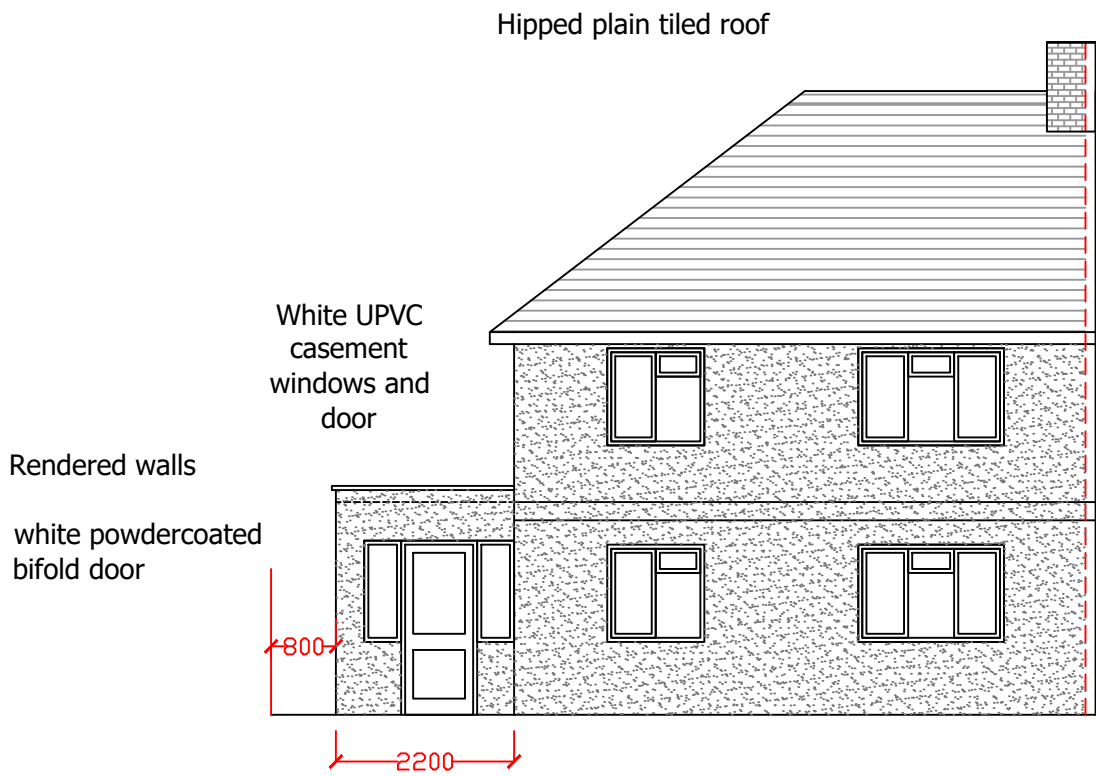 Hipped plain tiled roof
White UPVC
casement
windows and
door
Rendered walls
white powdercoated
bifold door
800
2200